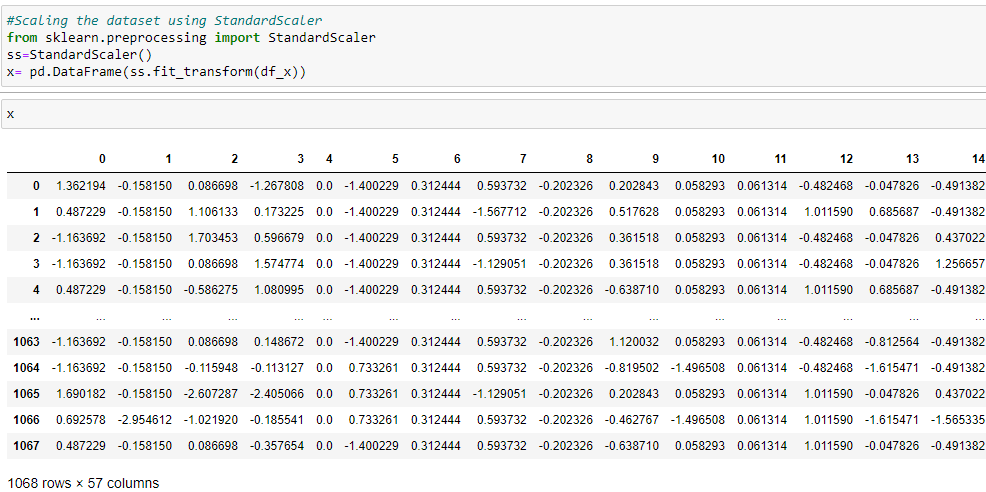 #Scaling the dataset using StandardScaler
from sklearn.preprocessing import StandardScaler
ss=StandardScaler()
x= pd.DataFrame(ss.fit_transform(df_x))
x
0 1 2 3 4 5 6 7 8 9 10 11 12 13 14
0 1.362194 -0.158150 0.086698 -1.267808 0.0 -1.400229 0.312444 0.593732 -0.202326 0.202843 0.058293 0.061314 -0.482468 -0.047826 -0.491382
1 0.487229 -0.158150 1.106133 0.173225 0.0 -1.400229 0.312444 -1.567712 -0.202326 0.517628 0.058293 0.061314 1.011590 0.685687 -0.491382
2 -1.163692 -0.158150 1.703453 0.596679 0.0 -1.400229 0.312444 0.593732 -0.202326 0.361518 0.058293 0.061314 -0.482468 -0.047826 0.437022
3 -1.163692 -0.158150 0.086698 1.574774 0.0 -1.400229 0.312444 -1.129051 -0.202326 0.361518 0.058293 0.061314 -0.482468 -0.047826 1.256657
4 0.487229 -0.158150 -0.586275 1.080995 0.0 -1.400229 0.312444 0.593732 -0.202326 -0.638710 0.058293 0.061314 1.011590 0.685687 -0.491382
... ... ... ... ... ... ... ... ... ... ... ... ... ... ... ...
1063 -1.163692 -0.158150 0.086698 0.148672 0.0 -1.400229 0.312444 0.593732 -0.202326 1.120032 0.058293 0.061314 -0.482468 -0.812564 -0.491382
1064 -1.163692 -0.158150 -0.115948 -0.113127 0.0 0.733261 0.312444 0.593732 -0.202326 -0.819502 -1.496508 0.061314 -0.482468 -1.615471 -0.491382
1065 1.690182 -0.158150 -2.607287 -2.405066 0.0 0.733261 0.312444 -1.129051 -0.202326 0.202843 0.058293 0.061314 1.011590 -0.047826 0.437022
1066 0.692578 -2.954612 -1.021920 -0.185541 0.0 0.733261 0.312444 0.593732 -0.202326 -0.462767 -1.496508 0.061314 1.011590 -1.615471 -1.565335
1067 0.487229 -0.158150 0.086698 -0.357654 0.0 -1.400229 0.312444 0.593732 -0.202326 -0.638710 0.058293 0.061314 1.011590 -0.047826 -0.491382
1068 rows × 57 columns